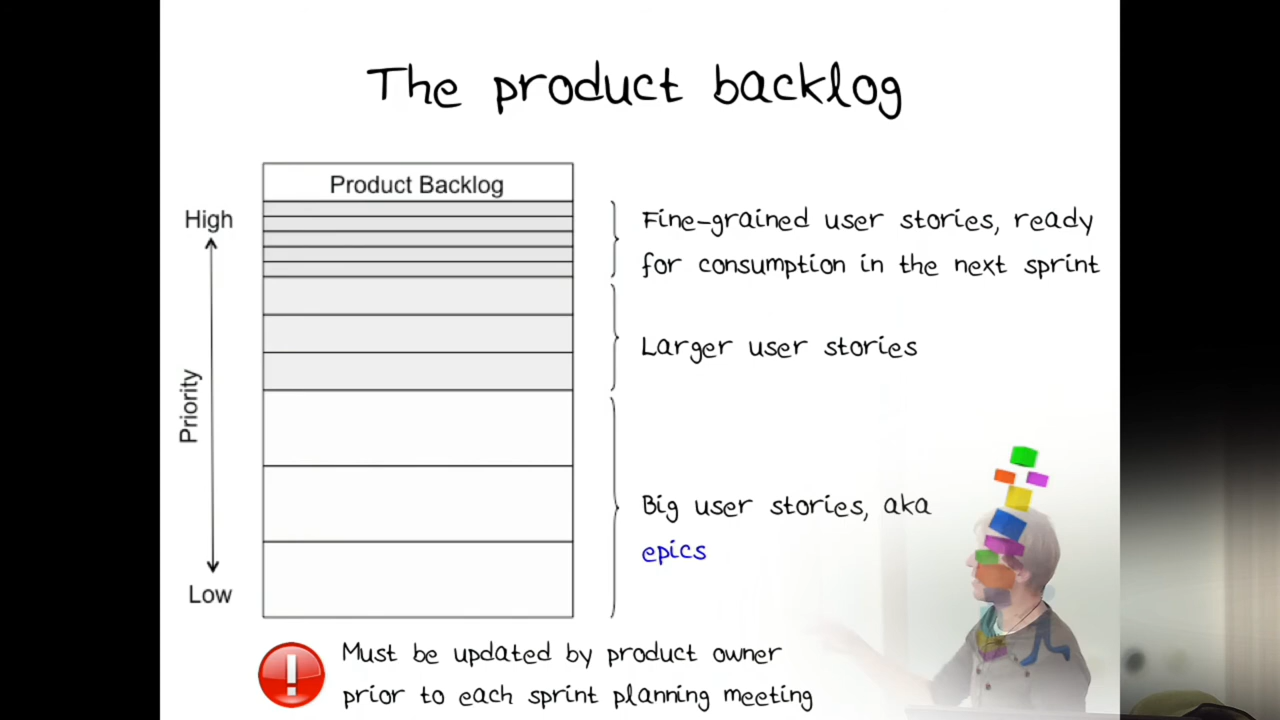 The product backlog
Product Backlog
High
Fine-grained user stories, ready
for consumption in the next sprint
Larger user stories
Priority
Big user stories, aka
epics
Low
Must be updated by product owner
prior to each sprint planning meeting